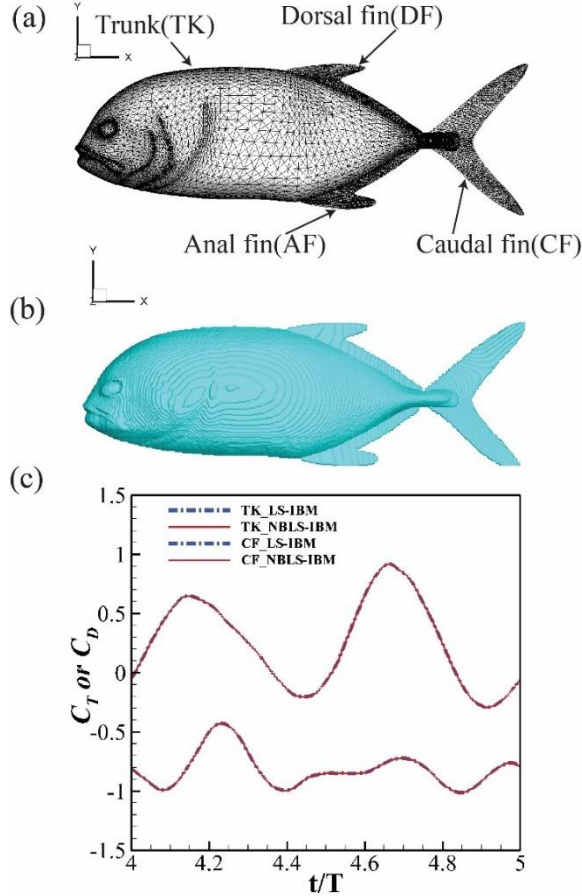 (a)
Y
Z
X
Trunk(TK)
Dorsal fin(DF)
Anal fin(AF)
Caudal fin(CF)
Y
Z
X
(b)
(c)
TK_LS-IBM
TK_NBLS-IBM
CF_LS-IBM
CF_NBLS-IBM
C_T or C_D
1.5
1
0.5
0
-0.5
-1
-1.5
4
4.2
4.4
4.6
4.8
5
t/T